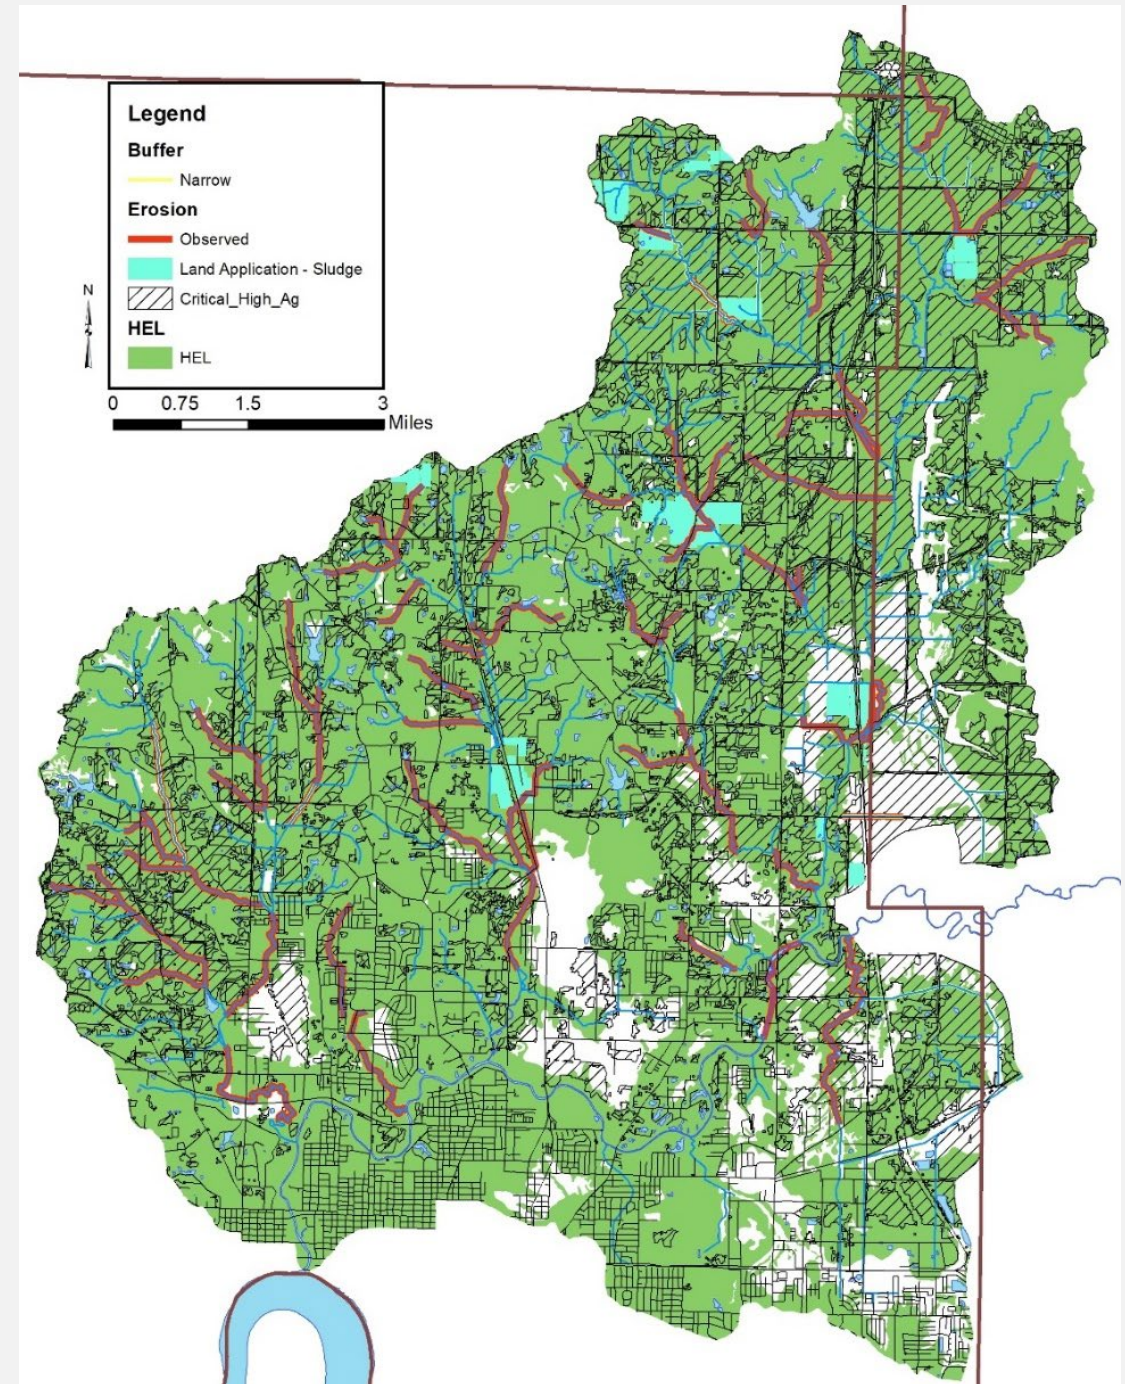 Legend
Buffer
Narrow
Erosion
Observed
Land Application - Sludge
Critical_High_Ag
HEL
HEL
N
0 0.75 1.5 3
Miles